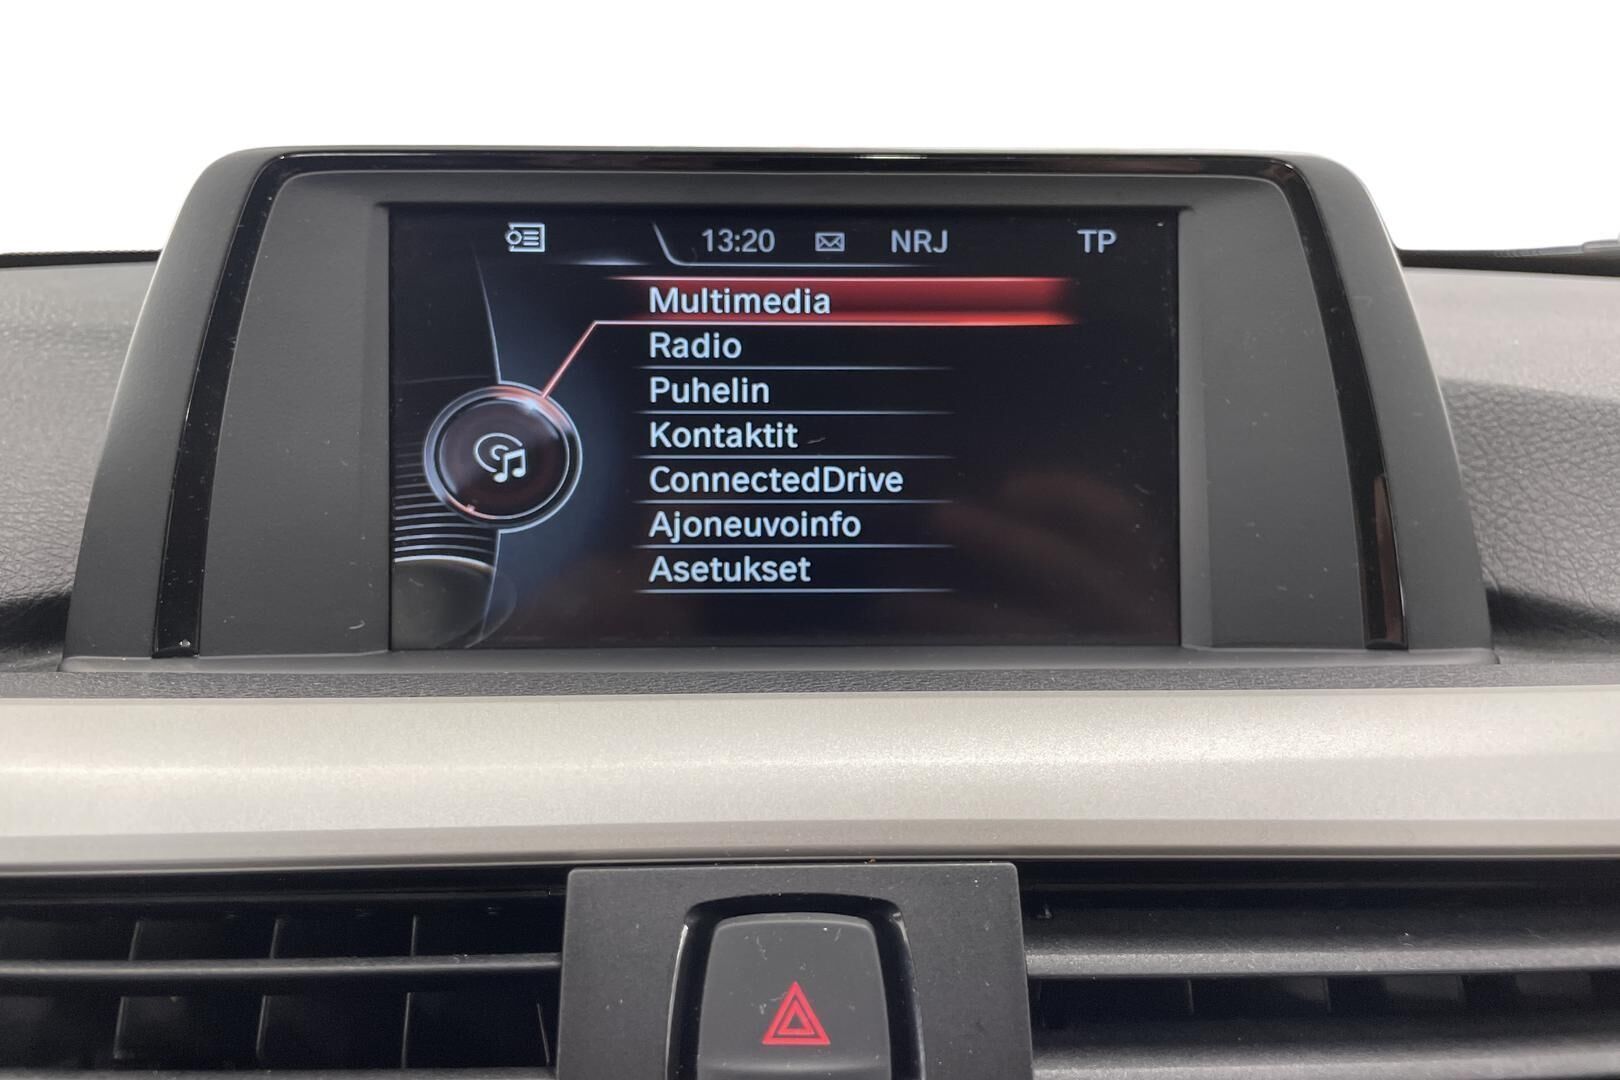 13:20 NRJ TP
Multimedia
Radio
Puhelin
Kontaktit
ConnectedDrive
Ajoneuvoinfo
Asetukset